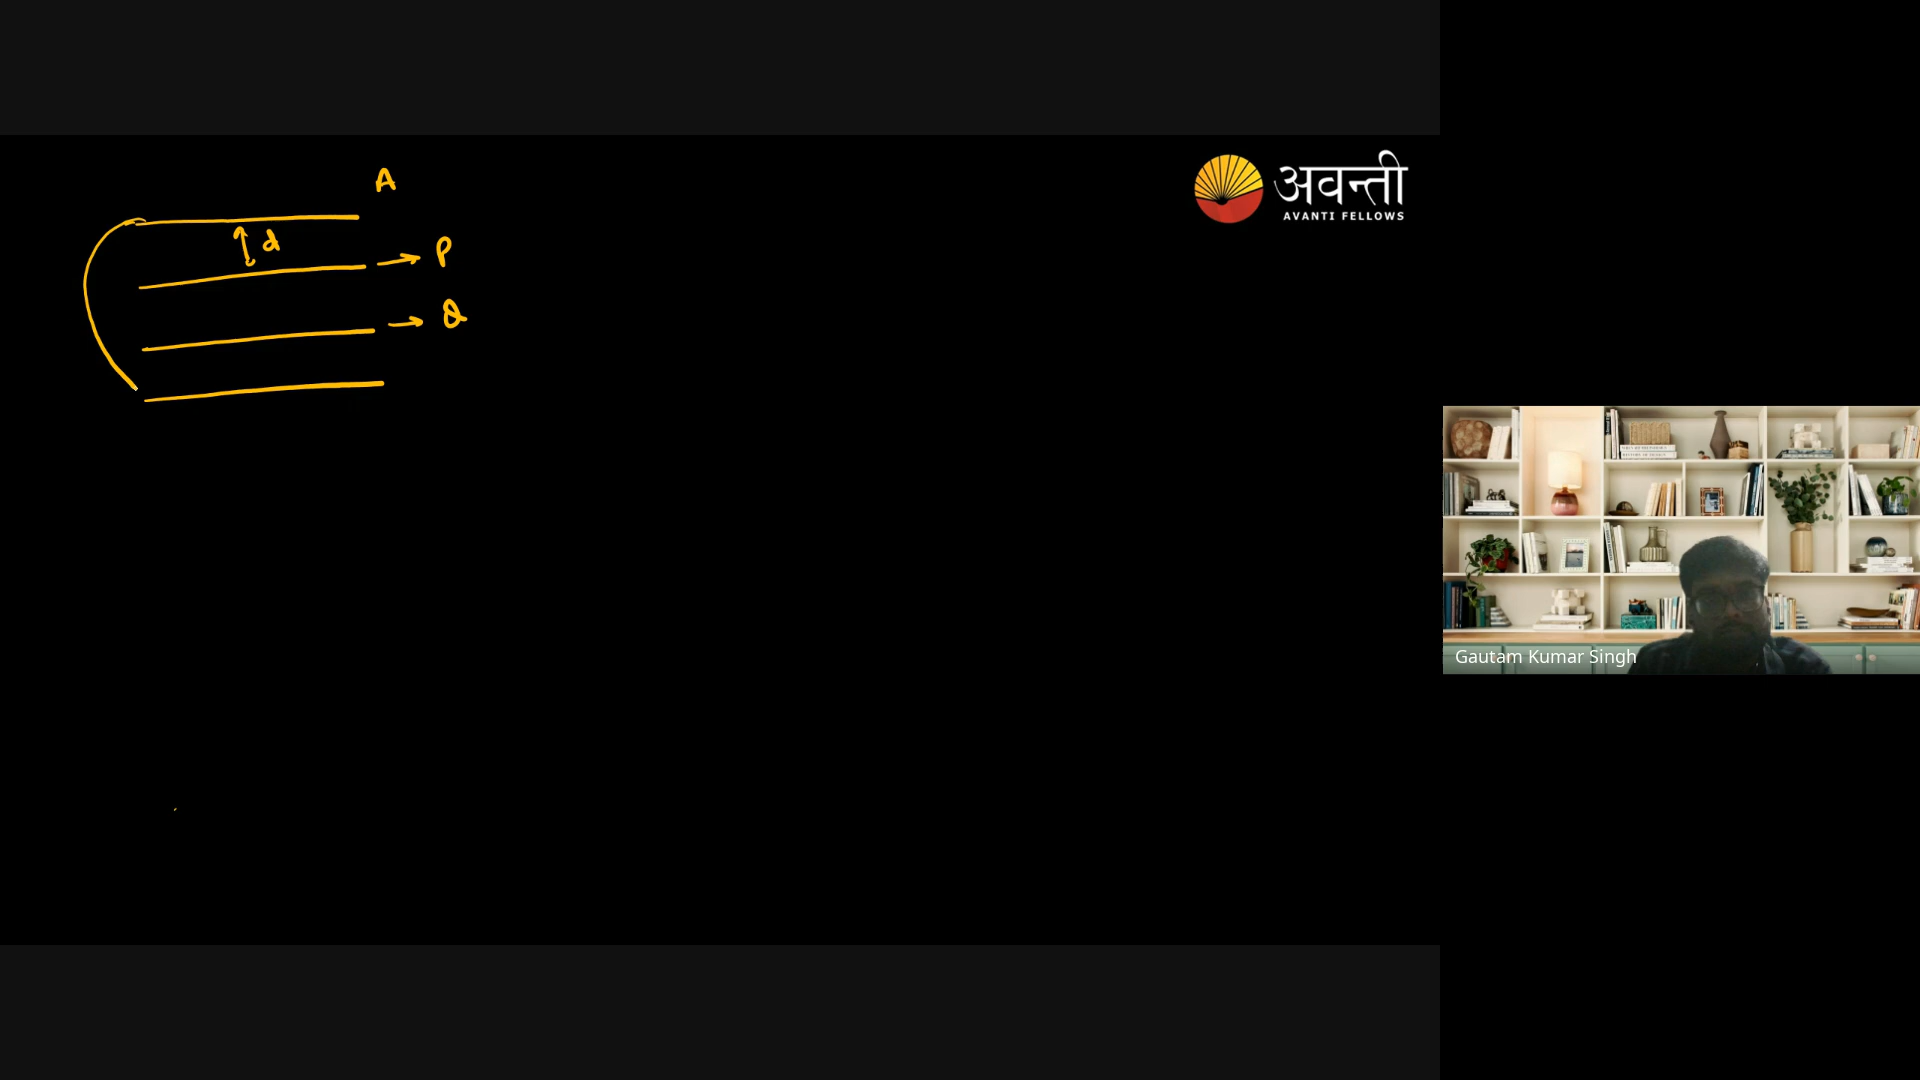 A
d
P
Q
अवन्ती
AVANTI FELLOWS
Gautam Kumar Singh